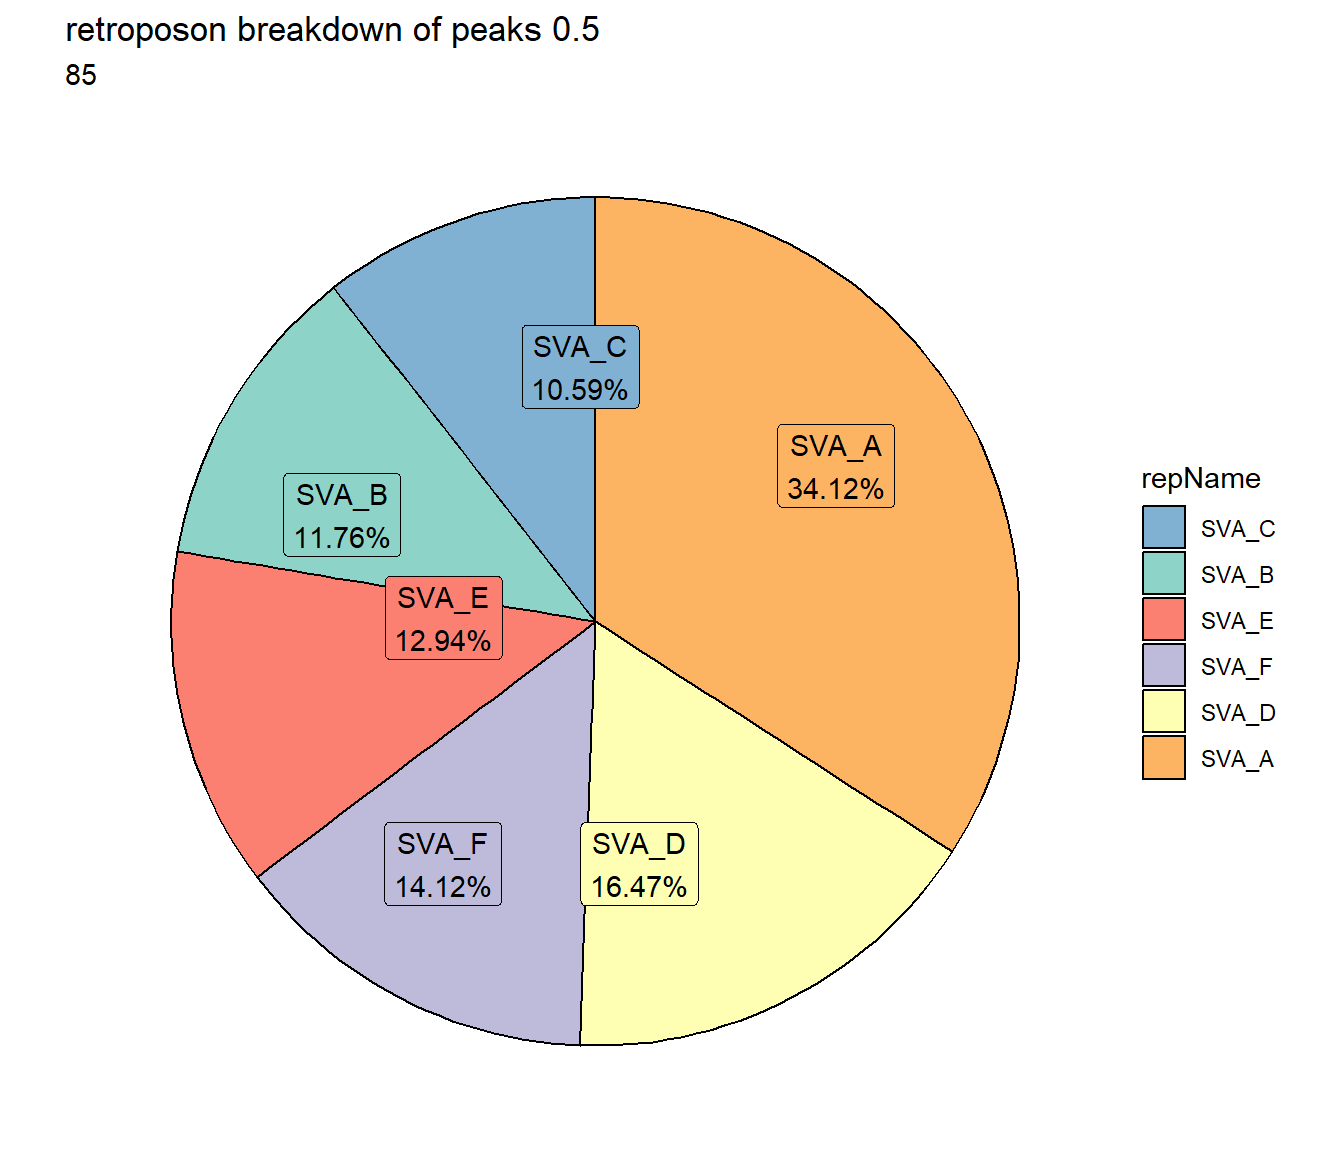 retroposon breakdown of peaks 0.5
85
SVA_C
10.59%
SVA_A
34.12%
SVA_B
11.76%
SVA_E
12.94%
SVA_F
14.12%
SVA_D
16.47%
repName
SVA_C
SVA_B
SVA_E
SVA_F
SVA_D
SVA_A